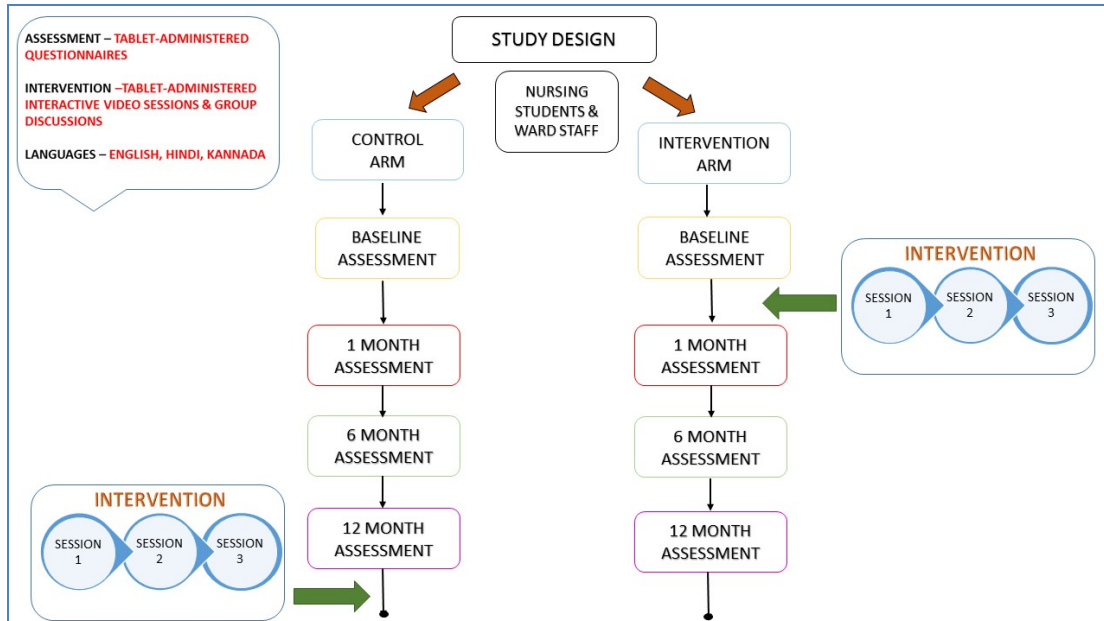 ASSESSMENT – TABLET-ADMINISTERED
QUESTIONNAIRES
INTERVENTION –TABLET-ADMINISTERED
INTERACTIVE VIDEO SESSIONS & GROUP
DISCUSSIONS
LANGUAGES – ENGLISH, HINDI, KANNADA
STUDY DESIGN
NURSING
STUDENTS &
WARD STAFF
CONTROL
ARM
BASELINE
ASSESSMENT
1 MONTH
ASSESSMENT
6 MONTH
ASSESSMENT
12 MONTH
ASSESSMENT
INTERVENTION
SESSION
1
SESSION
2
SESSION
3
INTERVENTION
ARM
BASELINE
ASSESSMENT
INTERVENTION
SESSION
1
SESSION
2
SESSION
3
1 MONTH
ASSESSMENT
6 MONTH
ASSESSMENT
12 MONTH
ASSESSMENT